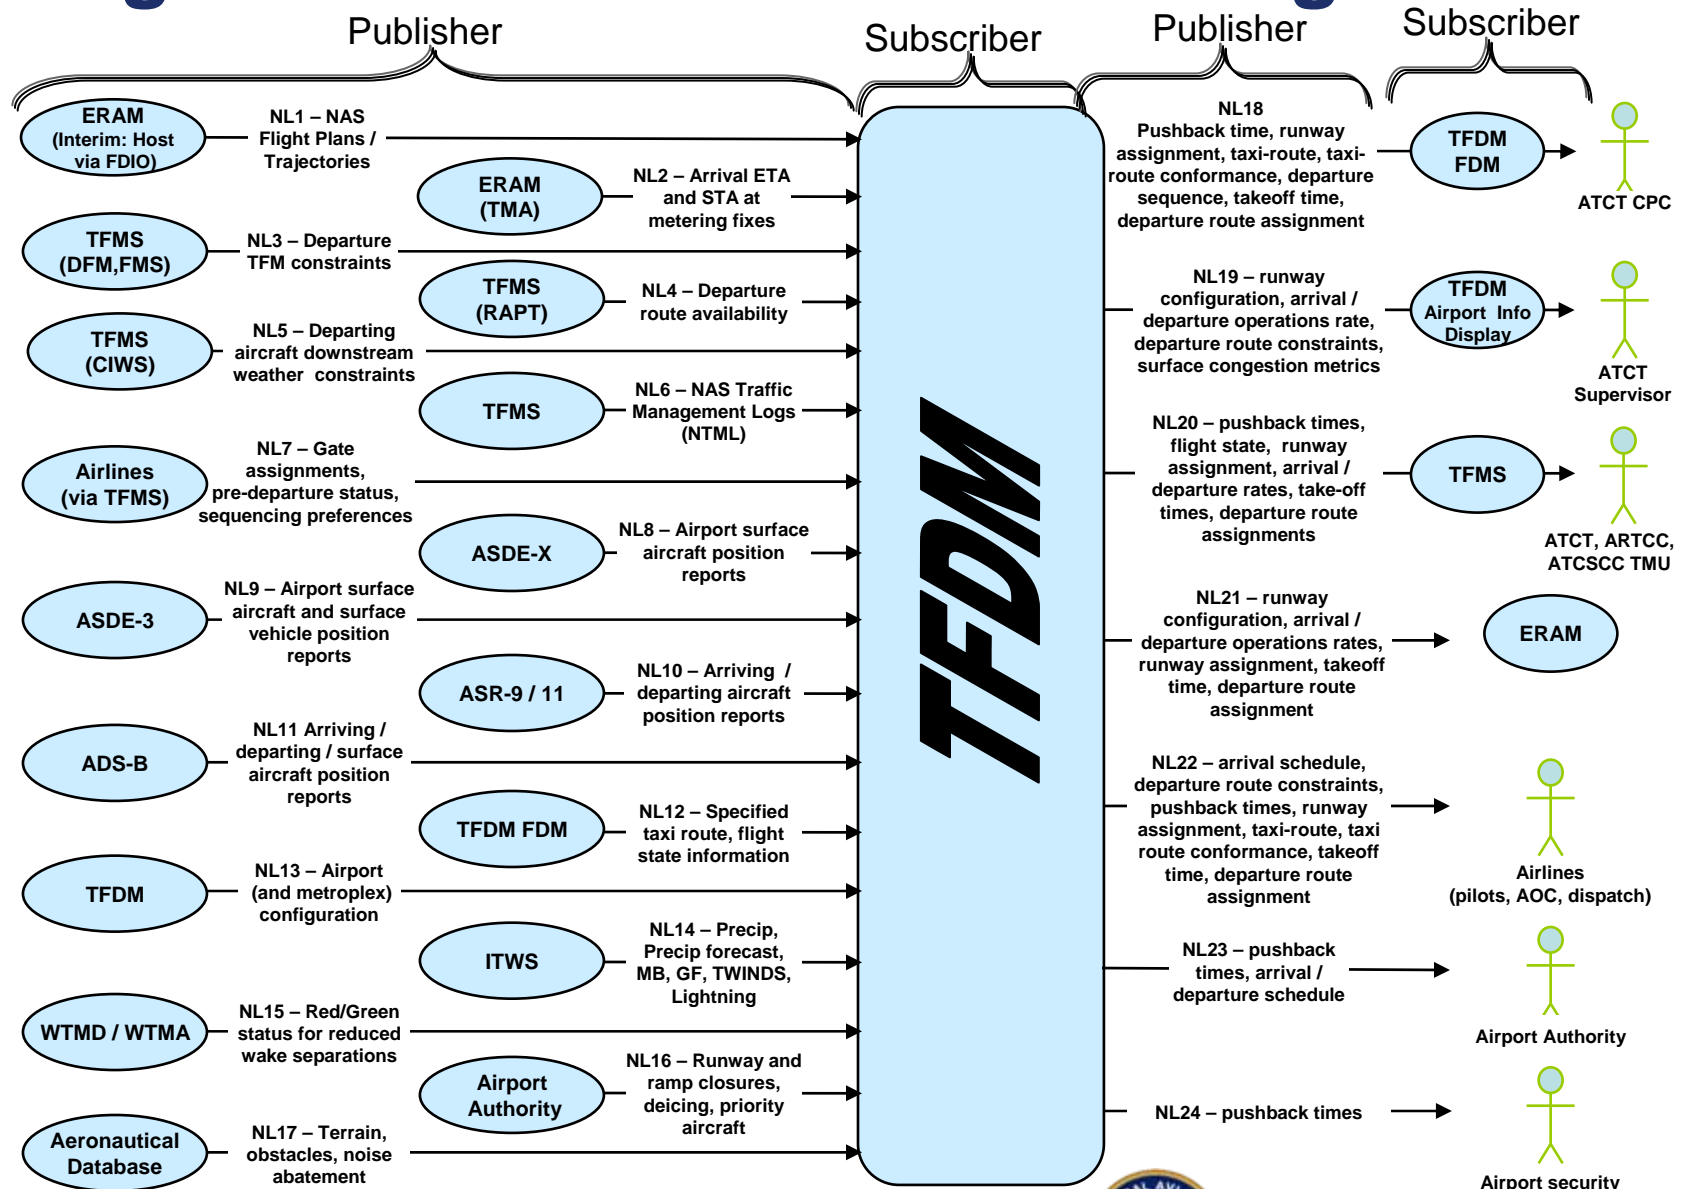 Publisher
Subscriber
Publisher
Subscriber
ERAM
(Interim: Host
via FDIO)
NL1 – NAS
Flight Plans /
Trajectories
ERAM
(TMA)
NL2 – Arrival ETA
and STA at
metering fixes
TFMS
(DFM,FMS)
NL3 – Departure
TFM constraints
TFMS
(RAPT)
NL4 – Departure
route availability
TFMS
(CIWS)
NL5 – Departing
aircraft downstream
weather constraints
TFMS
NL6 – NAS Traffic
Management Logs
(NTML)
Airlines
(via TFMS)
NL7 – Gate
assignments,
pre-departure status,
sequencing preferences
ASDE-X
NL8 – Airport surface
aircraft position
reports
ASDE-3
NL9 – Airport surface
aircraft and surface
vehicle position
reports
ASR-9 / 11
NL10 – Arriving /
departing aircraft
position reports
ADS-B
NL11 Arriving /
departing / surface
aircraft position
reports
TFDM FDM
NL12 – Specified
taxi route, flight
state information
TFDM
NL13 – Airport
(and metroplex)
configuration
ITWS
NL14 – Precip,
Precip forecast,
MB, GF, TWINDS,
Lightning
WTMD / WTMA
NL15 – Red/Green
status for reduced
wake separations
Airport
Authority
NL16 – Runway and
ramp closures,
deicing, priority
aircraft
Aeronautical
Database
NL17 – Terrain,
obstacles, noise
abatement
TFDM
NL18
Pushback time, runway
assignment, taxi-route, taxi-
route conformance, departure
sequence, takeoff time,
departure route assignment
TFDM
FDM
ATCT CPC
NL19 – runway
configuration, arrival /
departure operations rate,
departure route constraints,
surface congestion metrics
TFDM
Airport Info
Display
ATCT
Supervisor
NL20 – pushback times,
flight state, runway
assignment, arrival /
departure rates, take-off
times, departure route
assignments
TFMS
ATCT, ARTCC,
ATCSCC TMU
NL21 – runway
configuration, arrival /
departure operations rates,
runway assignment, takeoff
time, departure route
assignment
ERAM
NL22 – arrival schedule,
departure route constraints,
pushback times, runway
assignment, taxi-route, taxi
route conformance, takeoff
time, departure route
assignment
Airlines
(pilots, AOC, dispatch)
NL23 – pushback
times, arrival /
departure schedule
Airport Authority
NL24 – pushback times
Airport security